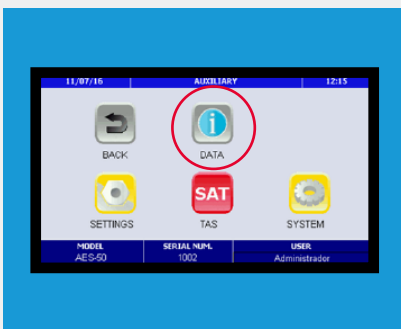 11/07/16 AUXILIARY 12:15
i
BACK DATA
SAT
SETTINGS TAS SYSTEM
MODEL SERIAL NUM. USER
AES-50 1002 Administrador